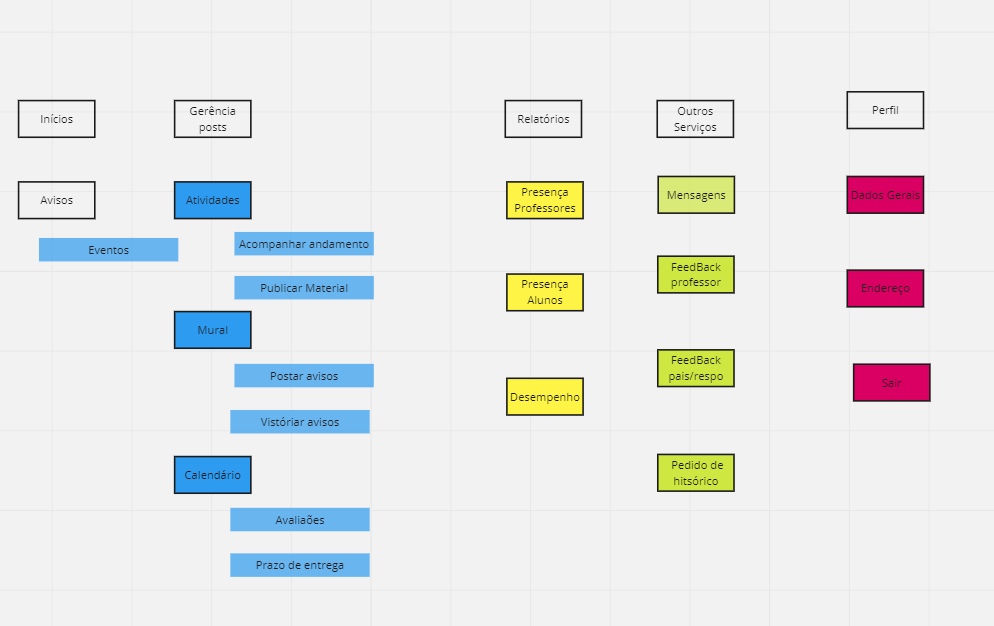 Inícios
Avisos
Eventos
Gerência
posts
Atividades
Acompanhar andamento
Publicar Material
Mural
Postar avisos
Vistóriar avisos
Calendário
Avaliaões
Prazo de entrega
Relatórios
Presença
Professores
Presença
Alunos
Desempenho
Outros
Serviços
Mensagens
FeedBack
professor
FeedBack
pais/respo
Pedido de
hitsórico
Perfil
Dados Gerais
Endereço
Sair